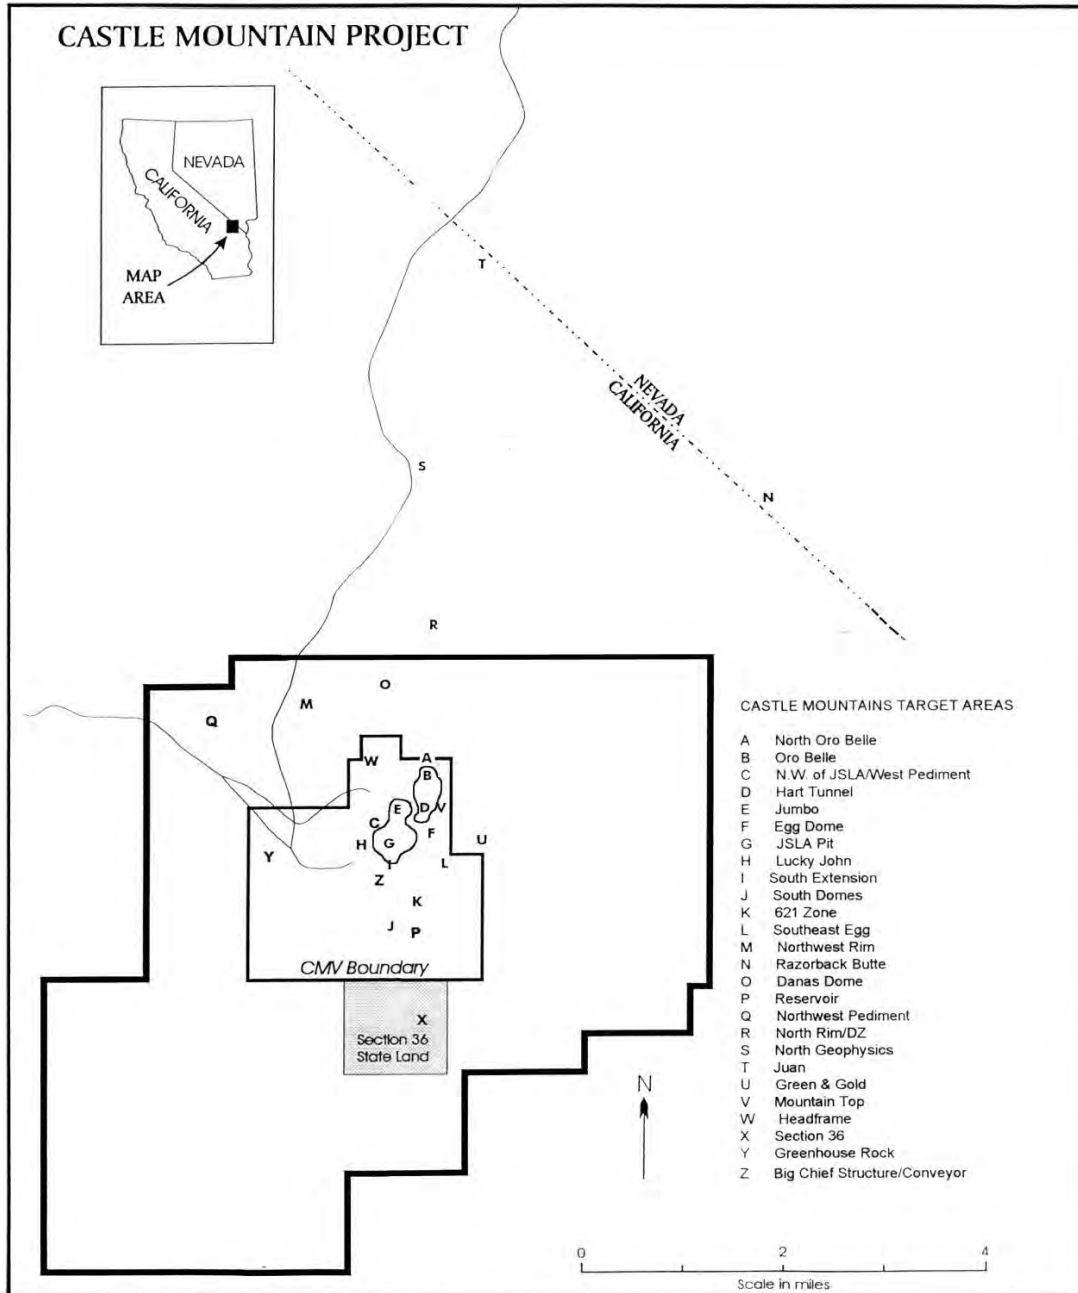 CASTLE MOUNTAIN PROJECT
NEVADA
CALIFORNIA
MAP
AREA
T
NEVADA
CALIFORNIA
S
N
R
O
M
Q
W
A
B
E
D
V
C
F
H
G
U
Y
I
L
Z
K
J
P
CMV Boundary
X
Section 36
State Land
CASTLE MOUNTAINS TARGET AREAS
A North Oro Belle
B Oro Belle
C N.W. of JSLA/West Pediment
D Hart Tunnel
E Jumbo
F Egg Dome
G JSLA Pit
H Lucky John
I South Extension
J South Domes
K 621 Zone
L Southeast Egg
M Northwest Rim
N Razorback Butte
O Danas Dome
P Reservoir
Q Northwest Pediment
R North Rim/DZ
S North Geophysics
T Juan
U Green & Gold
V Mountain Top
W Headframe
X Section 36
Y Greenhouse Rock
Z Big Chief Structure/Conveyor
N
0 2 4
Scale in miles